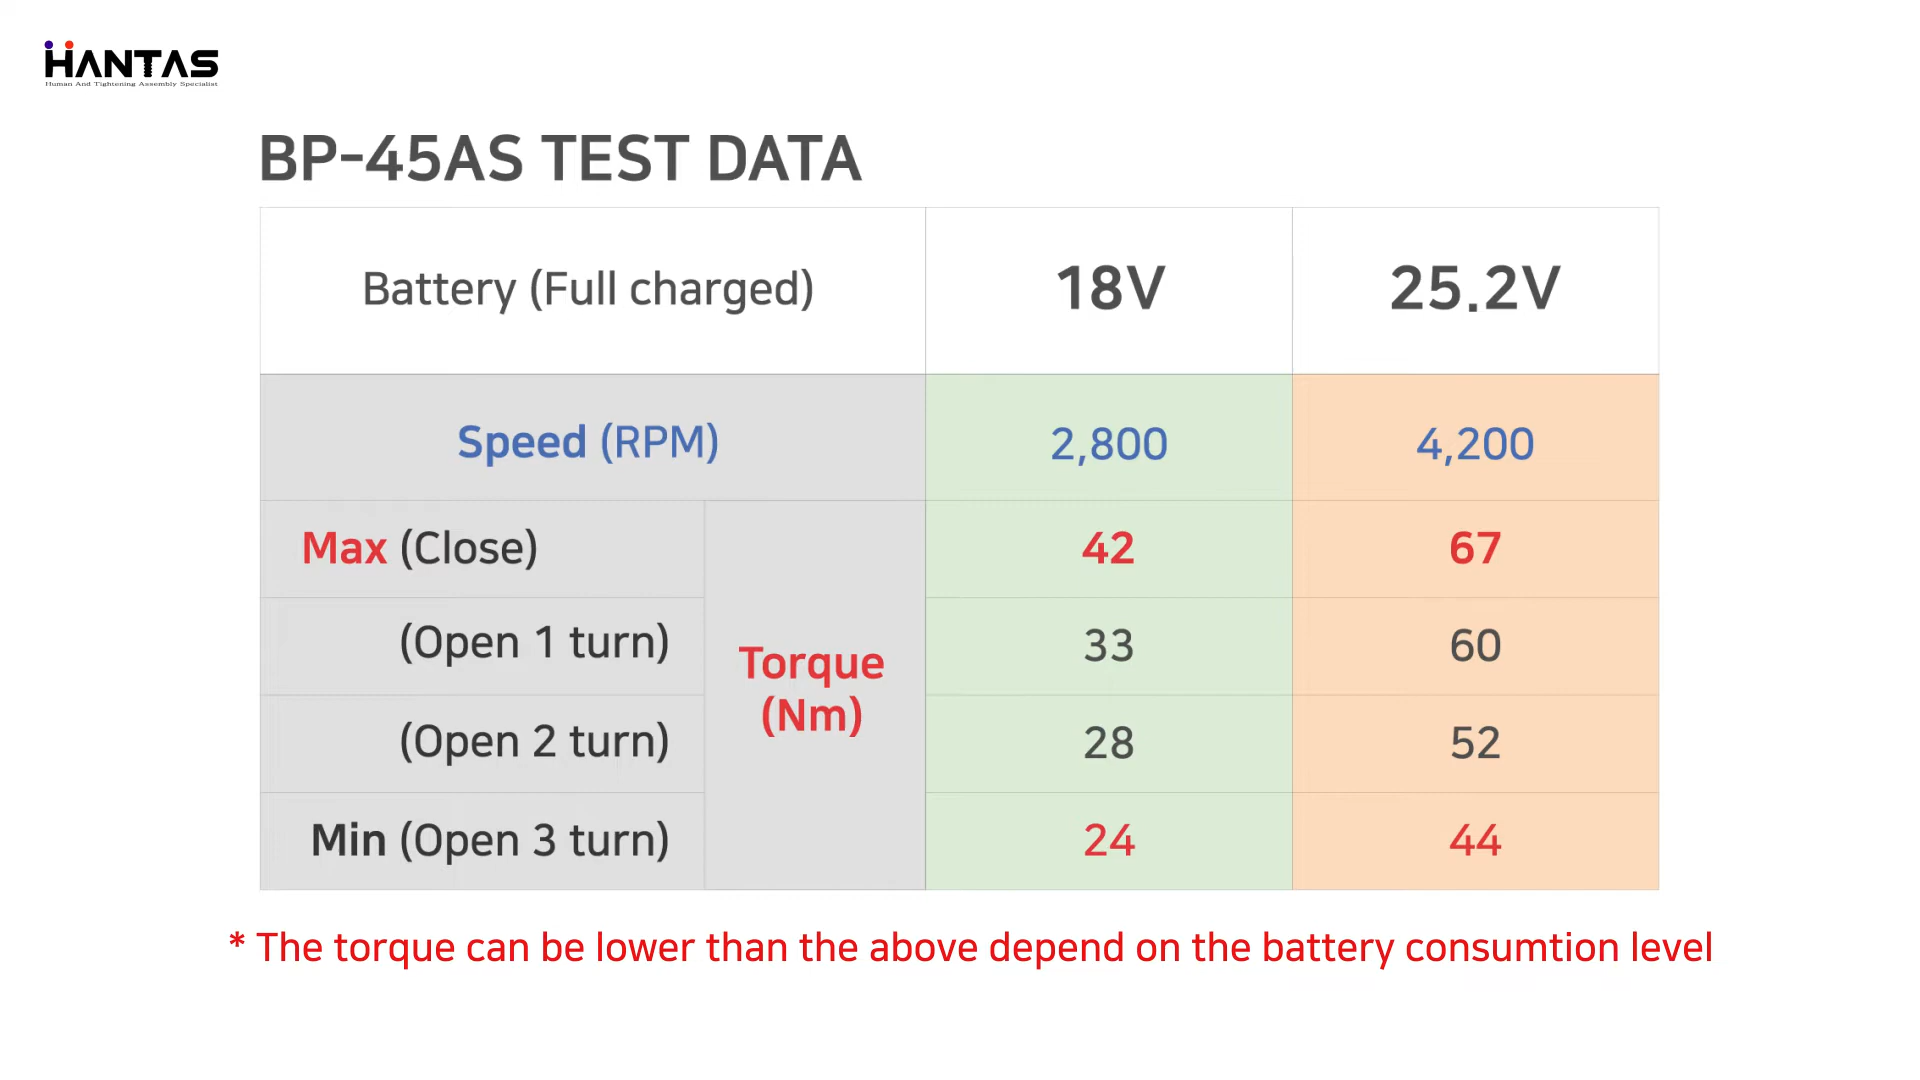 HANTAS
Human And Tightening Assembly Specialist
BP-45AS TEST DATA
Battery (Full charged) 18V 25.2V
Speed (RPM) 2,800 4,200
Max (Close) 42 67
(Open 1 turn) 33 60
Torque
(Nm)
(Open 2 turn) 28 52
Min (Open 3 turn) 24 44
* The torque can be lower than the above depend on the battery consumtion level